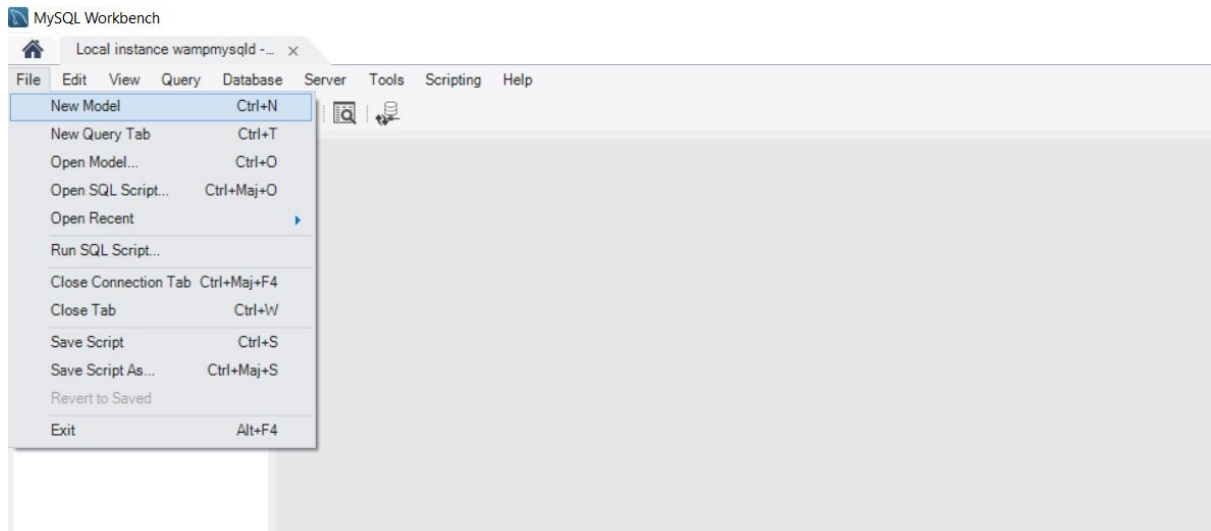 MySQL Workbench
Local instance wampmysqld -...
File Edit View Query Database Server Tools Scripting Help
New Model Ctrl+N
New Query Tab Ctrl+T
Open Model... Ctrl+O
Open SQL Script... Ctrl+Maj+O
Open Recent
Run SQL Script...
Close Connection Tab Ctrl+Maj+F4
Close Tab Ctrl+W
Save Script Ctrl+S
Save Script As... Ctrl+Maj+S
Revert to Saved
Exit Alt+F4